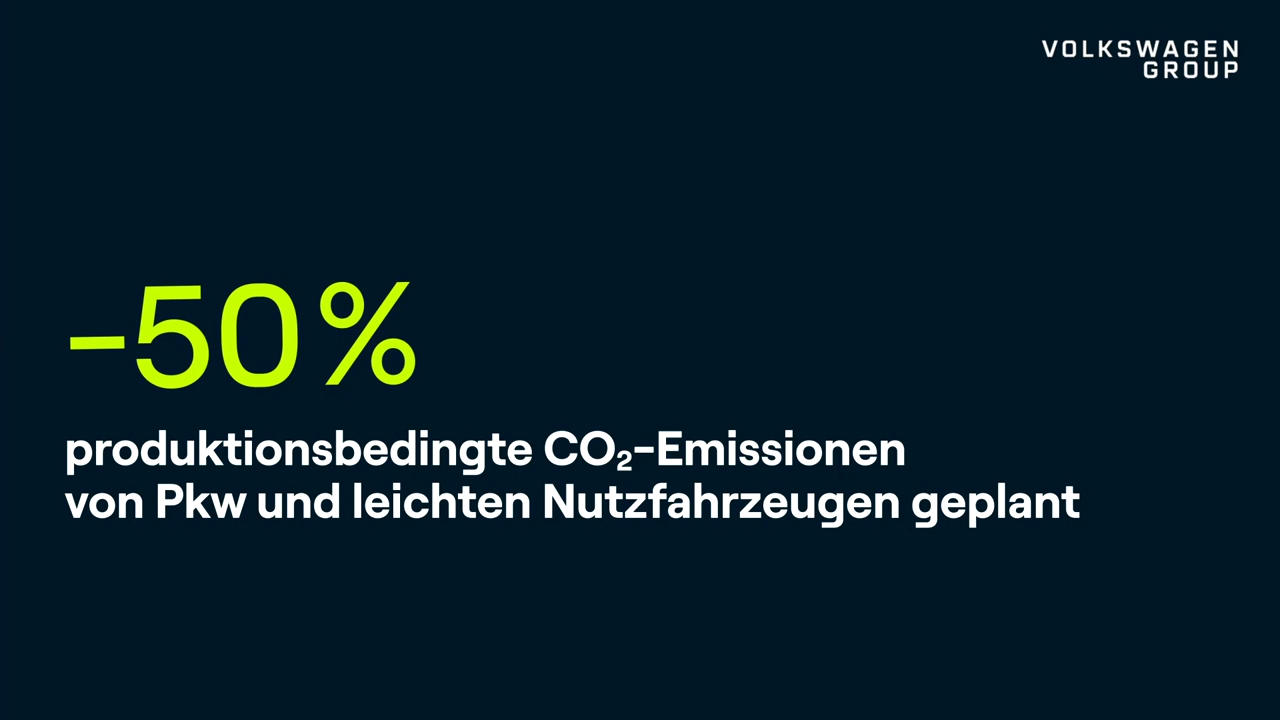 VOLKSWAGEN
GROUP
-50%
produktionsbedingte CO₂-Emissionen
von Pkw und leichten Nutzfahrzeugen geplant